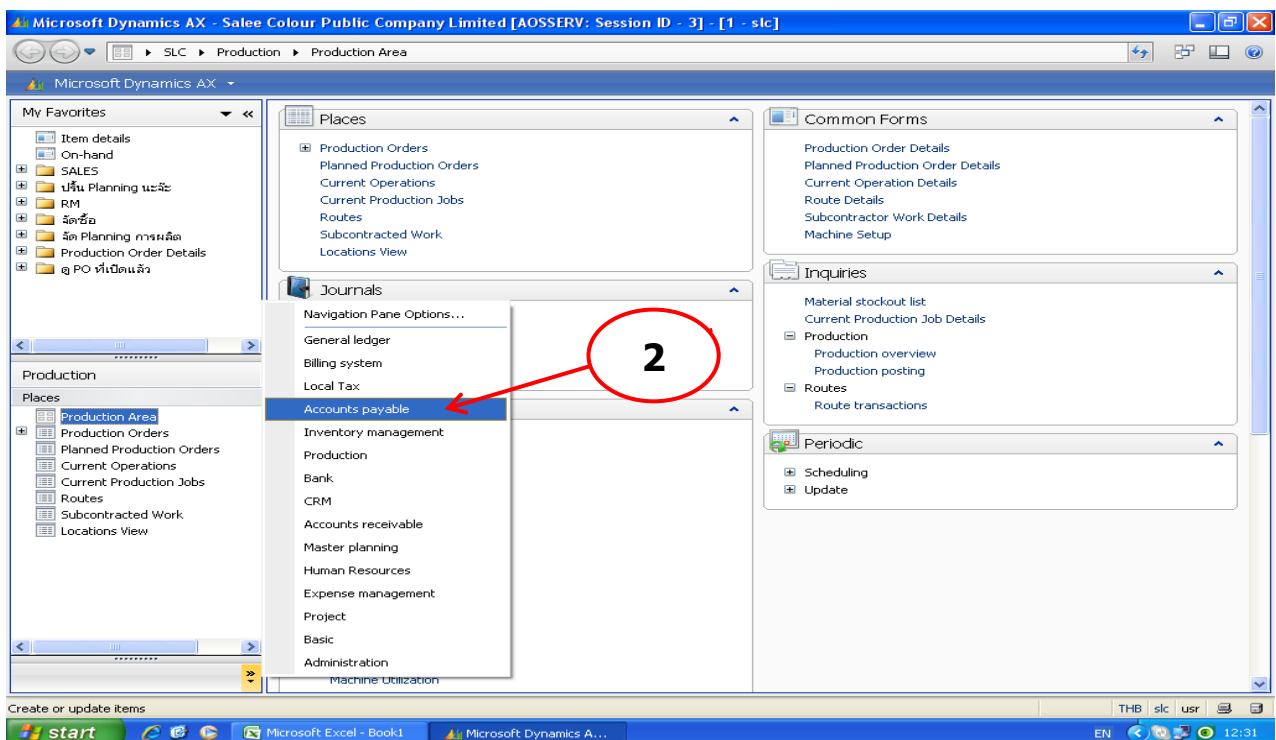 Microsoft Dynamics AX - Salee Colour Public Company Limited [AOSSERV: Session ID - 3] - [1 - slc]
SLC Production Production Area
Microsoft Dynamics AX
My Favorites
Item details
On-hand
SALES
ปริ้น Planning นะจ๊ะ
RM
จัดซื้อ
จัด Planning การผลิต
Production Order Details
ดู PO ที่เปิดแล้ว
Production
Places
Production Area
Production Orders
Planned Production Orders
Current Operations
Current Production Jobs
Routes
Subcontracted Work
Locations View
Places
Production Orders
Planned Production Orders
Current Operations
Current Production Jobs
Routes
Subcontracted Work
Locations View
Journals
Navigation Pane Options...
General ledger
Billing system
Local Tax
Accounts payable
Inventory management
Production
Bank
CRM
Accounts receivable
Master planning
Human Resources
Expense management
Project
Basic
Administration
Machine Utilization
2
Common Forms
Production Order Details
Planned Production Order Details
Current Operation Details
Route Details
Subcontractor Work Details
Machine Setup
Inquiries
Material stockout list
Current Production Job Details
Production
Production overview
Production posting
Routes
Route transactions
Periodic
Scheduling
Update
Create or update items
THB slc usr
start Microsoft Excel - Book1 Microsoft Dynamics A... EN 12:31